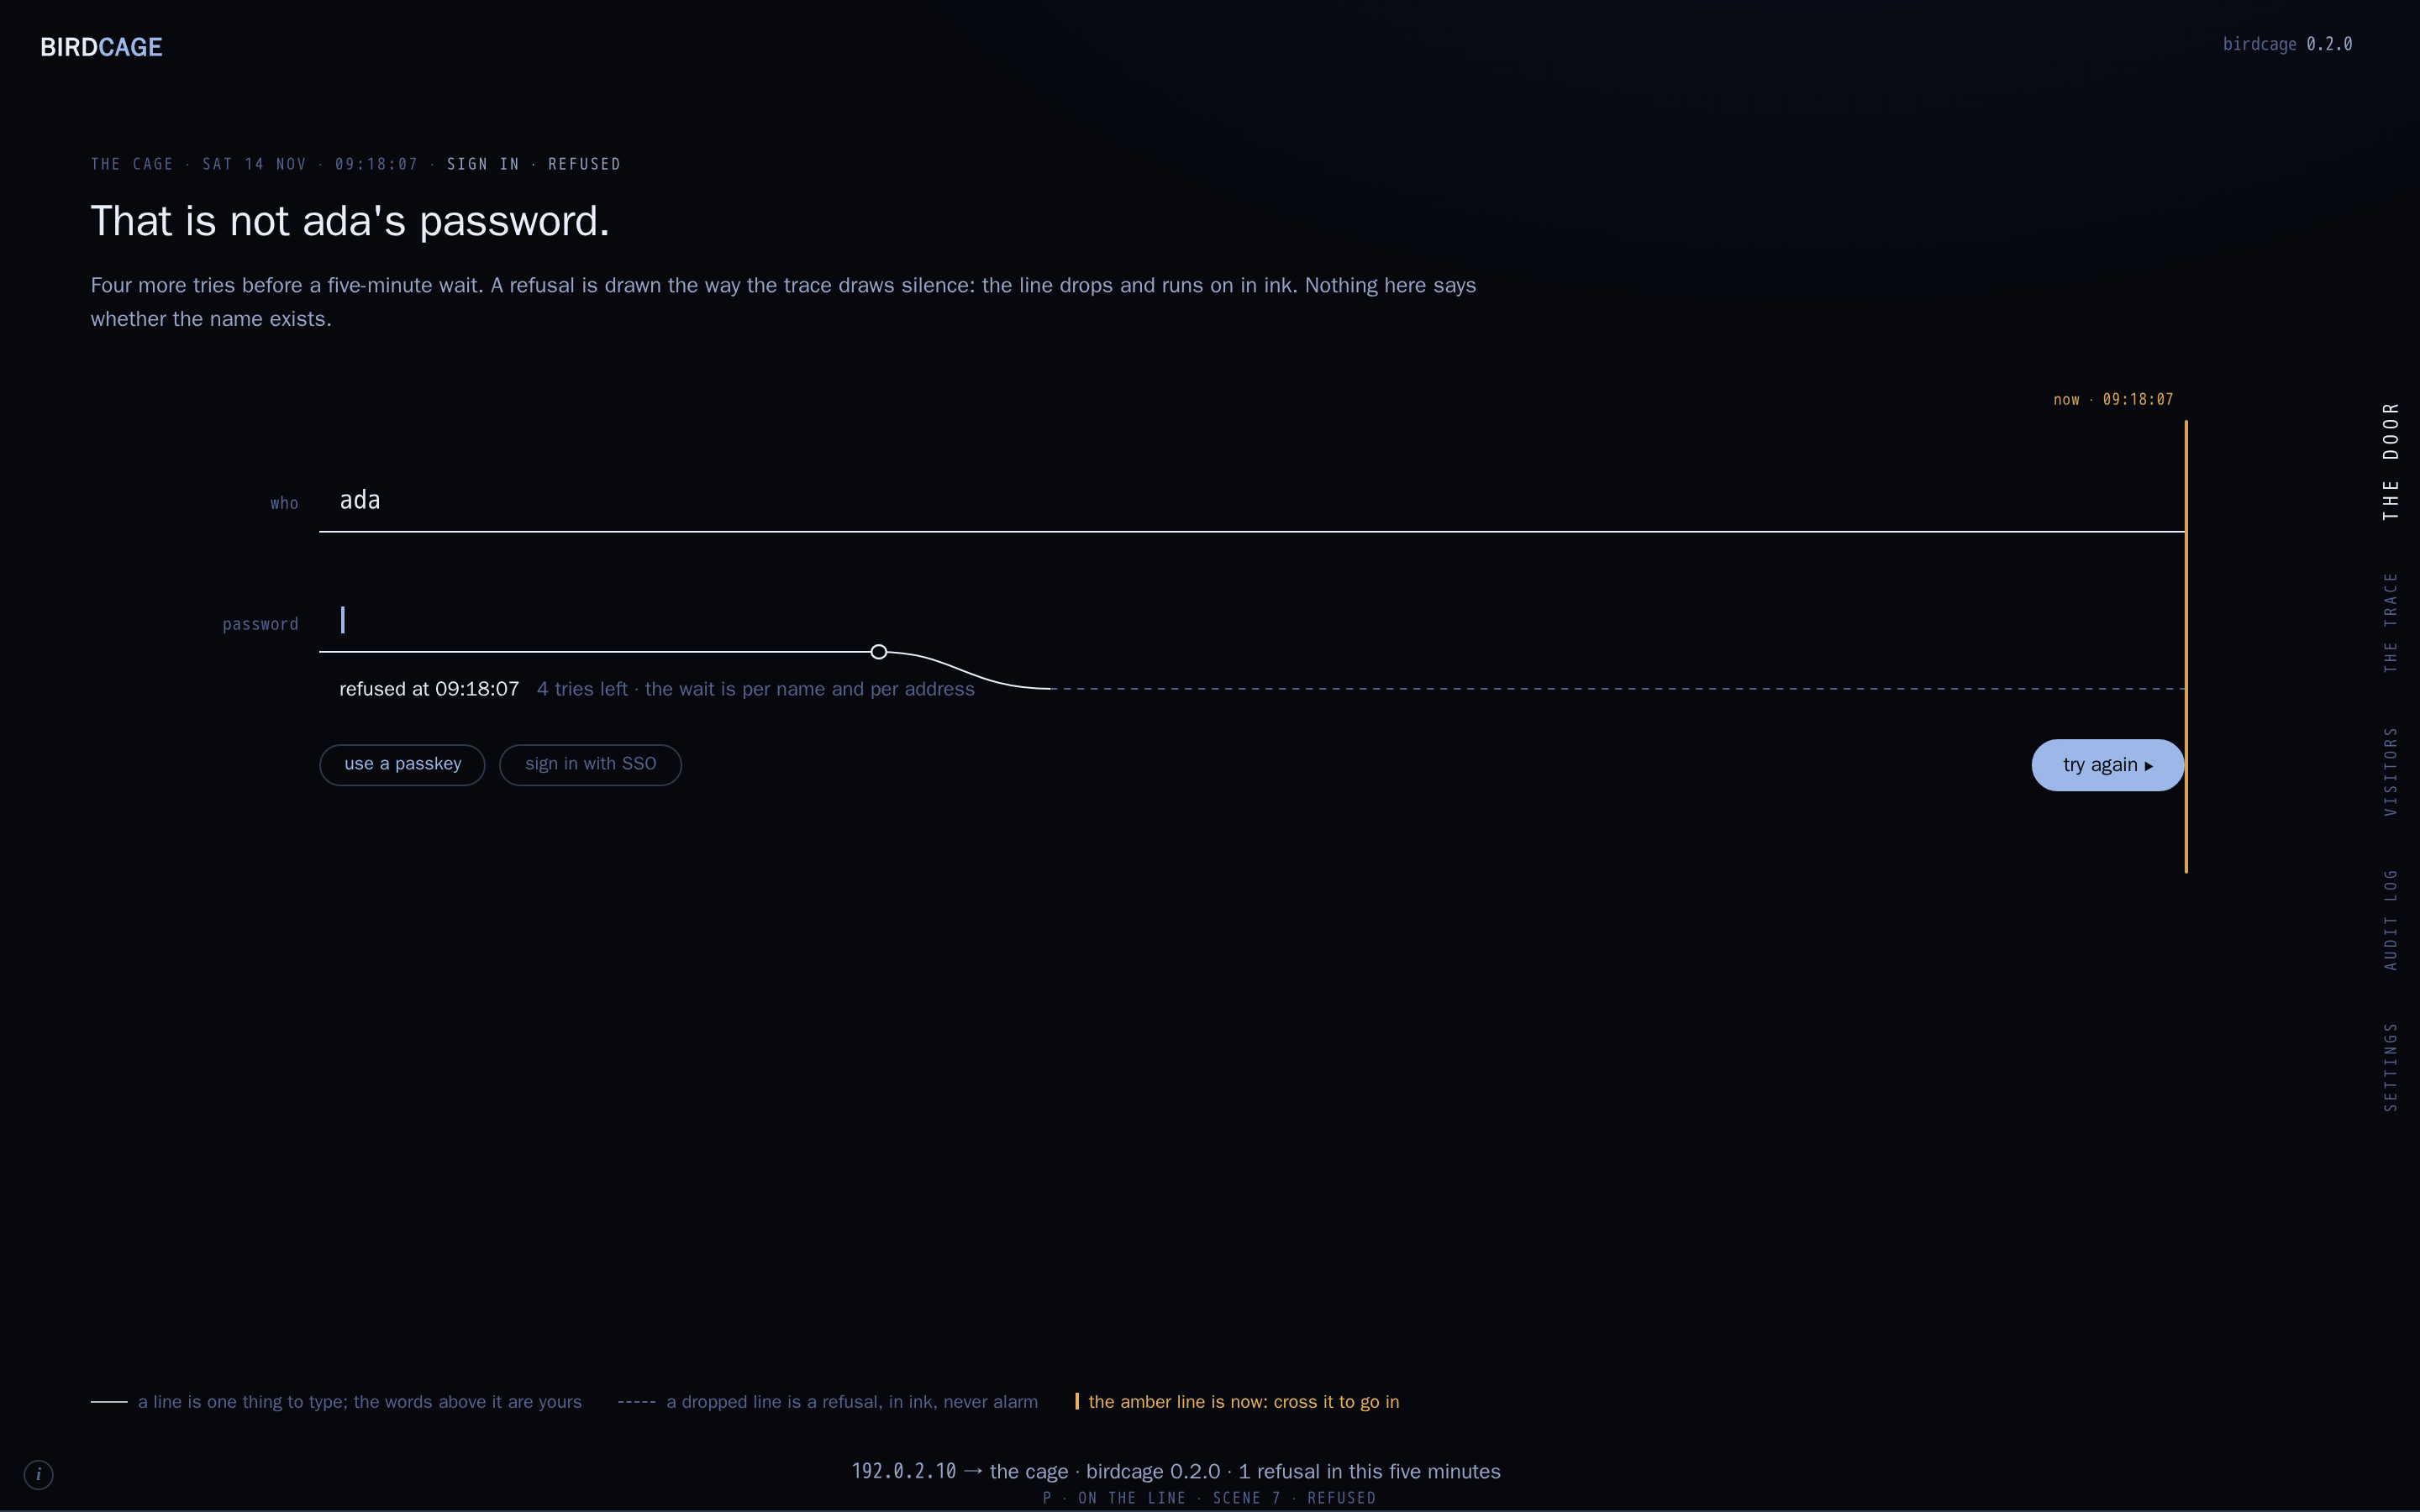 BIRDCAGE
birdcage 0.2.0
THE CAGE · SAT 14 NOV · 09:18:07 · SIGN IN · REFUSED
That is not ada's password.
Four more tries before a five-minute wait. A refusal is drawn the way the trace draws silence: the line drops and runs on in ink. Nothing here says
whether the name exists.
now · 09:18:07
who
ada
password
refused at 09:18:07 4 tries left · the wait is per name and per address
use a passkey
sign in with SSO
try again ▸
THE DOOR
THE TRACE
VISITORS
AUDIT LOG
SETTINGS
a line is one thing to type; the words above it are yours
a dropped line is a refusal, in ink, never alarm
the amber line is now: cross it to go in
i
192.0.2.10 → the cage · birdcage 0.2.0 · 1 refusal in this five minutes
P · ON THE LINE · SCENE 7 · REFUSED